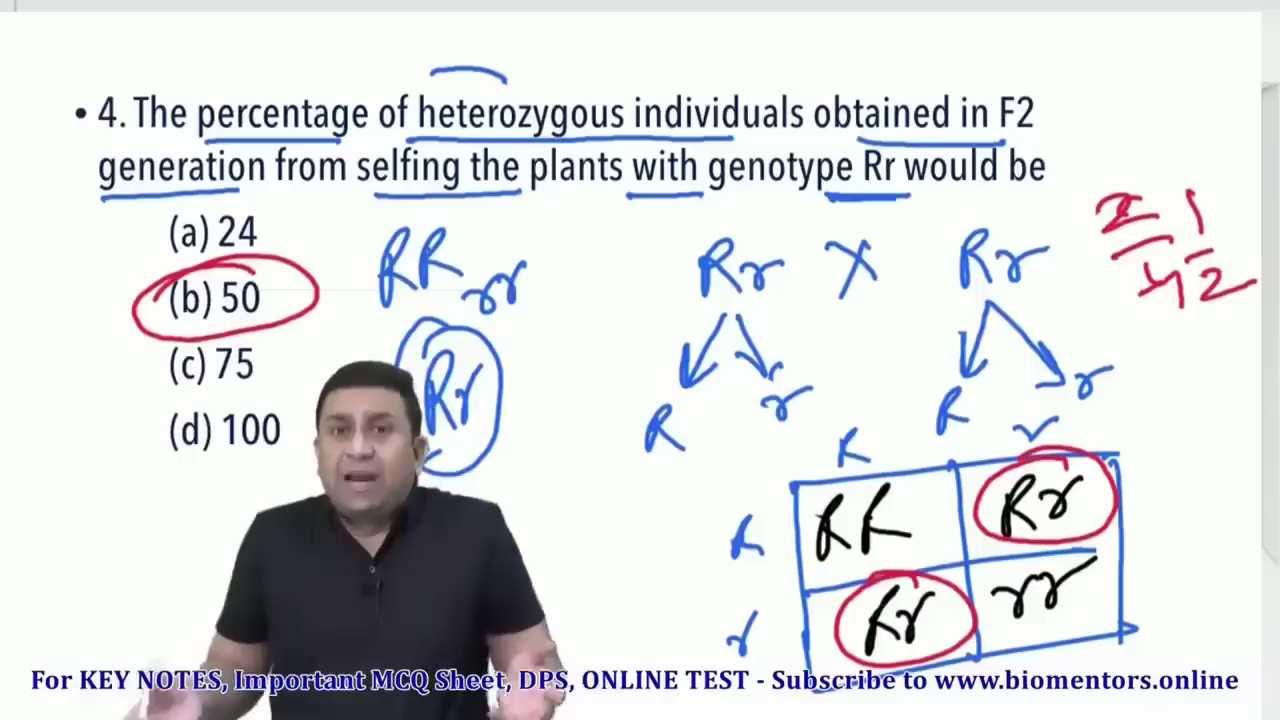 • 4. The percentage of heterozygous individuals obtained in F2
generation from selfing the plants with genotype Rr would be
(a) 24
(b) 50
(c) 75
(d) 100
RR
rr
Rr
Rr X Rr
R r
R r
R r
R RR Rr
r Rr rr
2 1
4 2
For KEY NOTES, Important MCQ Sheet, DPS, ONLINE TEST - Subscribe to www.biomentors.online